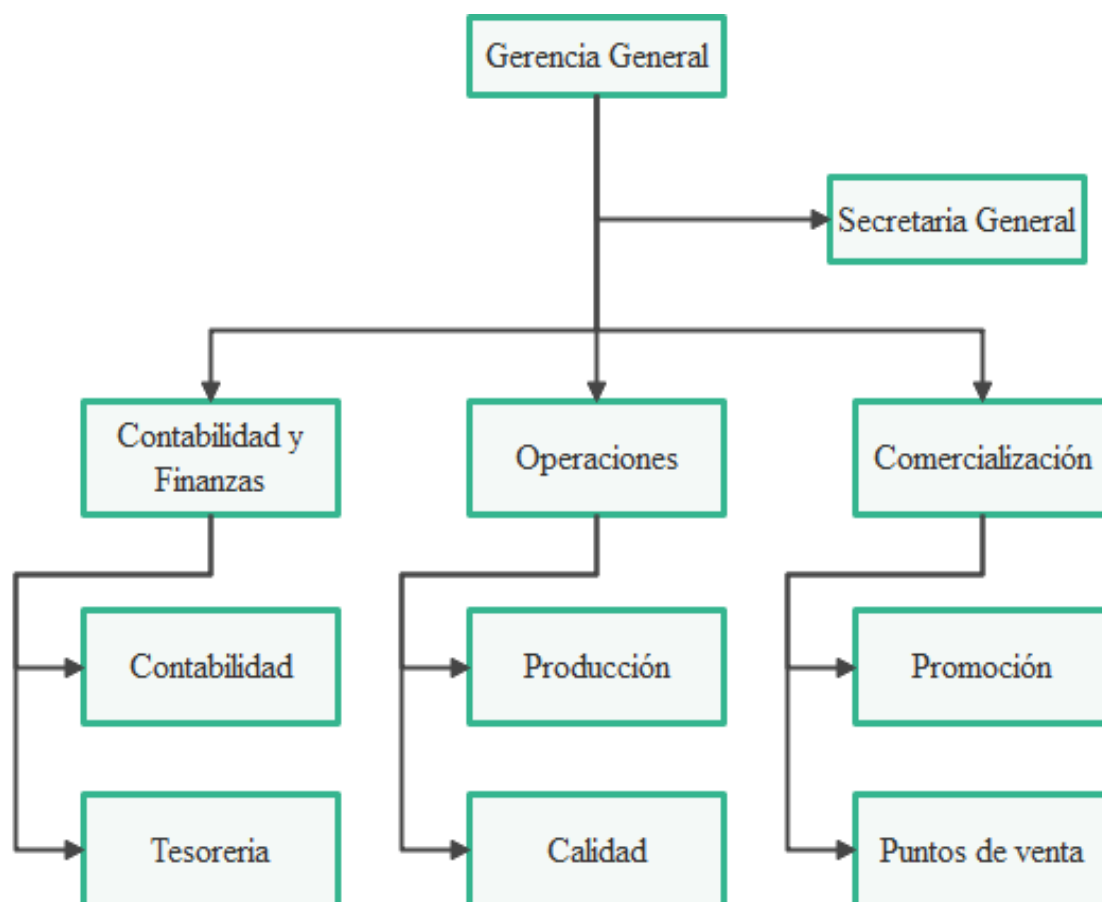 Gerencia General
Secretaria General
Contabilidad y
Finanzas
Operaciones
Comercialización
Contabilidad
Producción
Promoción
Tesoreria
Calidad
Puntos de venta